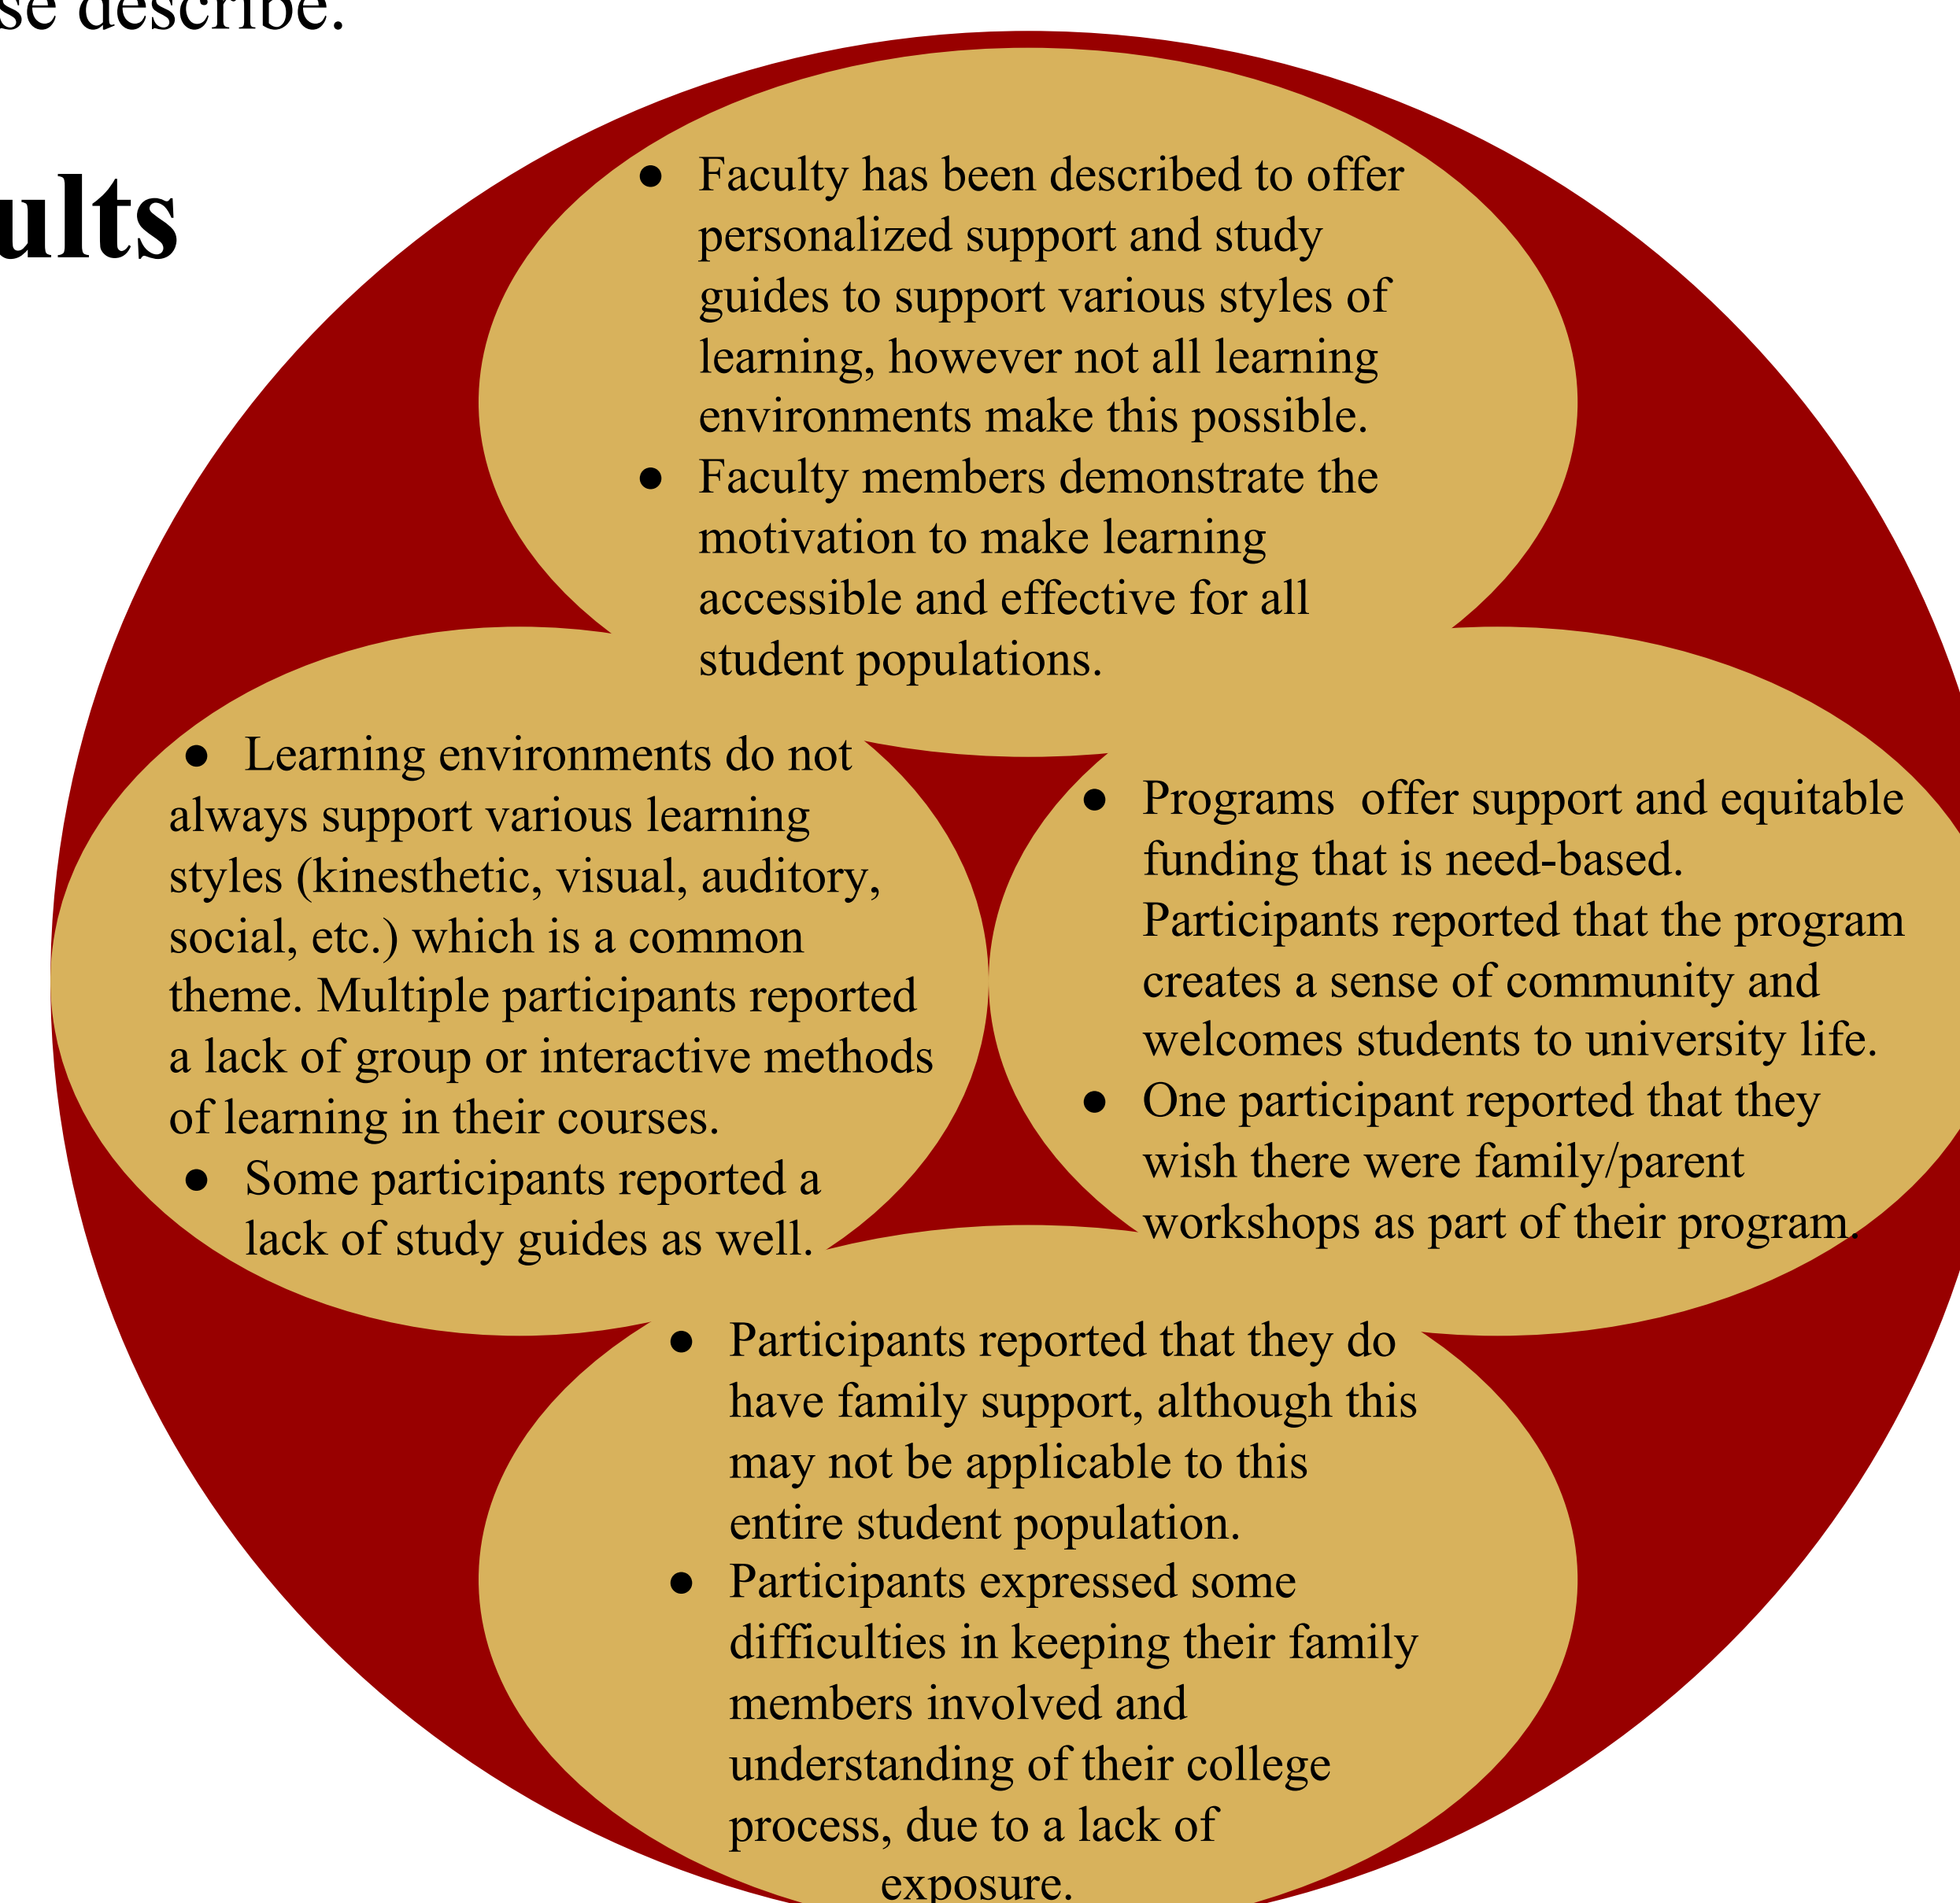 se describe.
ults
● Faculty has been described to offer
personalized support and study
guides to support various styles of
learning, however not all learning
environments make this possible.
● Faculty members demonstrate the
motivation to make learning
accessible and effective for all
student populations.
● Learning environments do not
always support various learning
styles (kinesthetic, visual, auditory,
social, etc.) which is a common
theme. Multiple participants reported
a lack of group or interactive methods
of learning in their courses.
● Some participants reported a
lack of study guides as well.
● Programs  offer support and equitable
funding that is need-based.
Participants reported that the program
creates a sense of community and
welcomes students to university life.
● One participant reported that they
wish there were family/parent
workshops as part of their program.
● Participants reported that they do
have family support, although this
may not be applicable to this
entire student population.
● Participants expressed some
difficulties in keeping their family
members involved and
understanding of their college
process, due to a lack of
exposure.